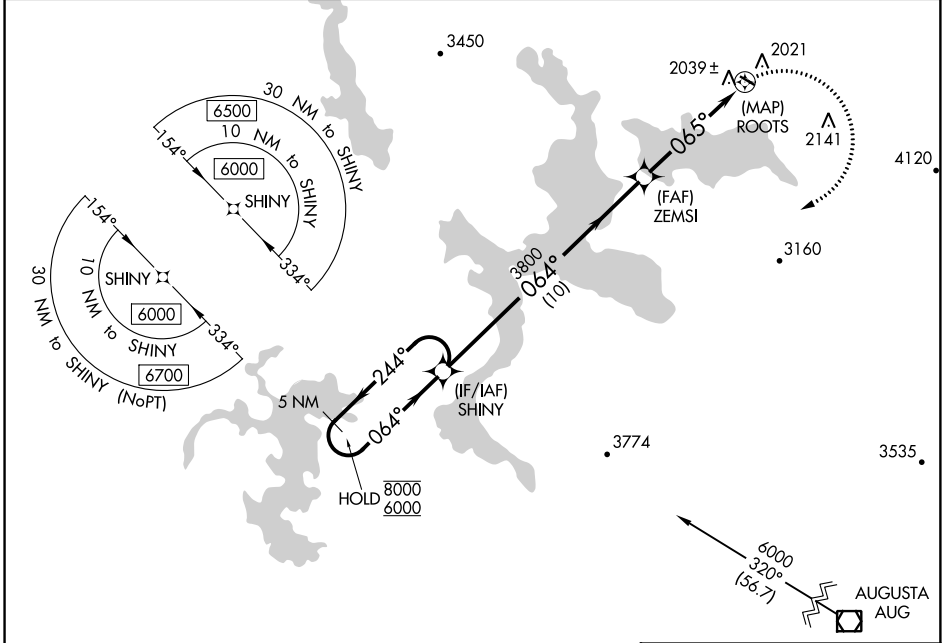 3450
2039 ±
2021
(MAP)
ROOTS
2141
4120
065°
(FAF)
ZEMSI
3160
30 NM to SHINY
6500
10 NM to SHINY
6000
154°
SHINY
334°
154°
SHINY
6000
10 NM to SHINY
334°
6700
30 NM to SHINY (NoPT)
3800
064°
(10)
244°
5 NM
064°
(IF/IAF)
SHINY
HOLD 8000
6000
3774
3535
6000
320°
(56.7)
AUGUSTA
AUG